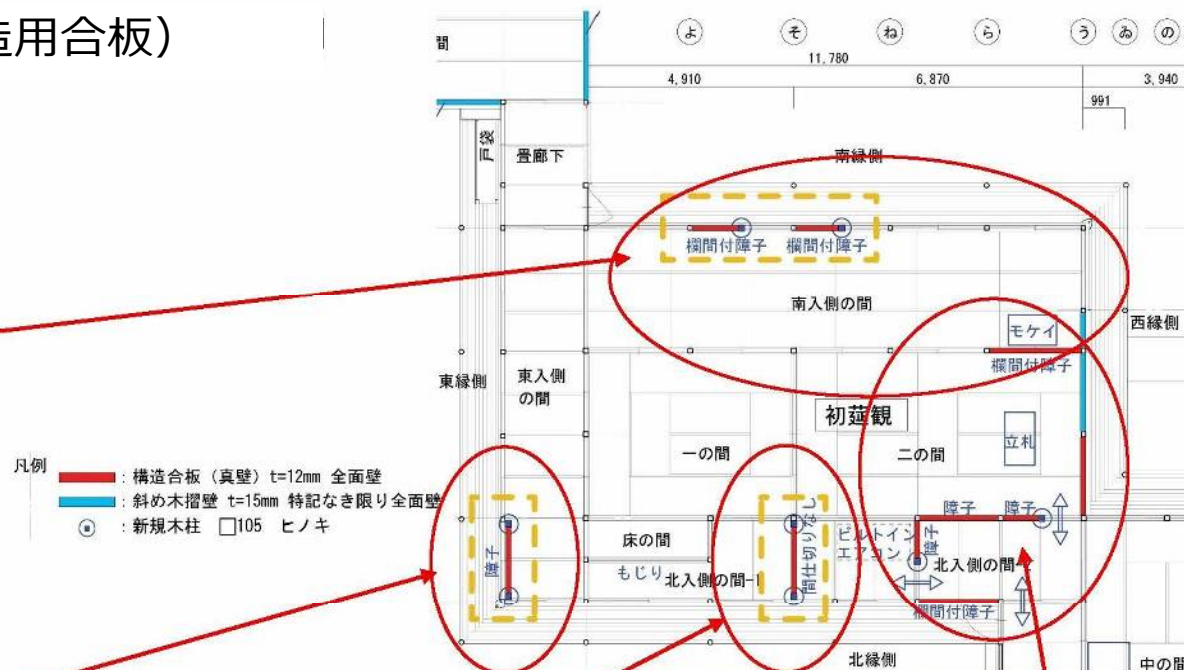 造用合板）
間
よ そ ね ら う ゐ の
11,780
4,910 6,870 3,940
991
戸袋
畳廊下
南縁側
欄間付障子 欄間付障子
南入側の間
モケイ
西縁側
欄間付障子
東縁側
東入側
の間
初莚観
立札
一の間
二の間
凡例
：構造合板（真壁）t=12mm 全面壁
：斜め木摺壁 t=15mm 特記なき限り全面壁
：新規木柱 □105 ヒノキ
障子
床の間
もじり
北入側の間-1
間仕切りなし
ビルトイン
エアコン
障子
障子 障子
北入側の間-
欄間付障子
北縁側
中の間